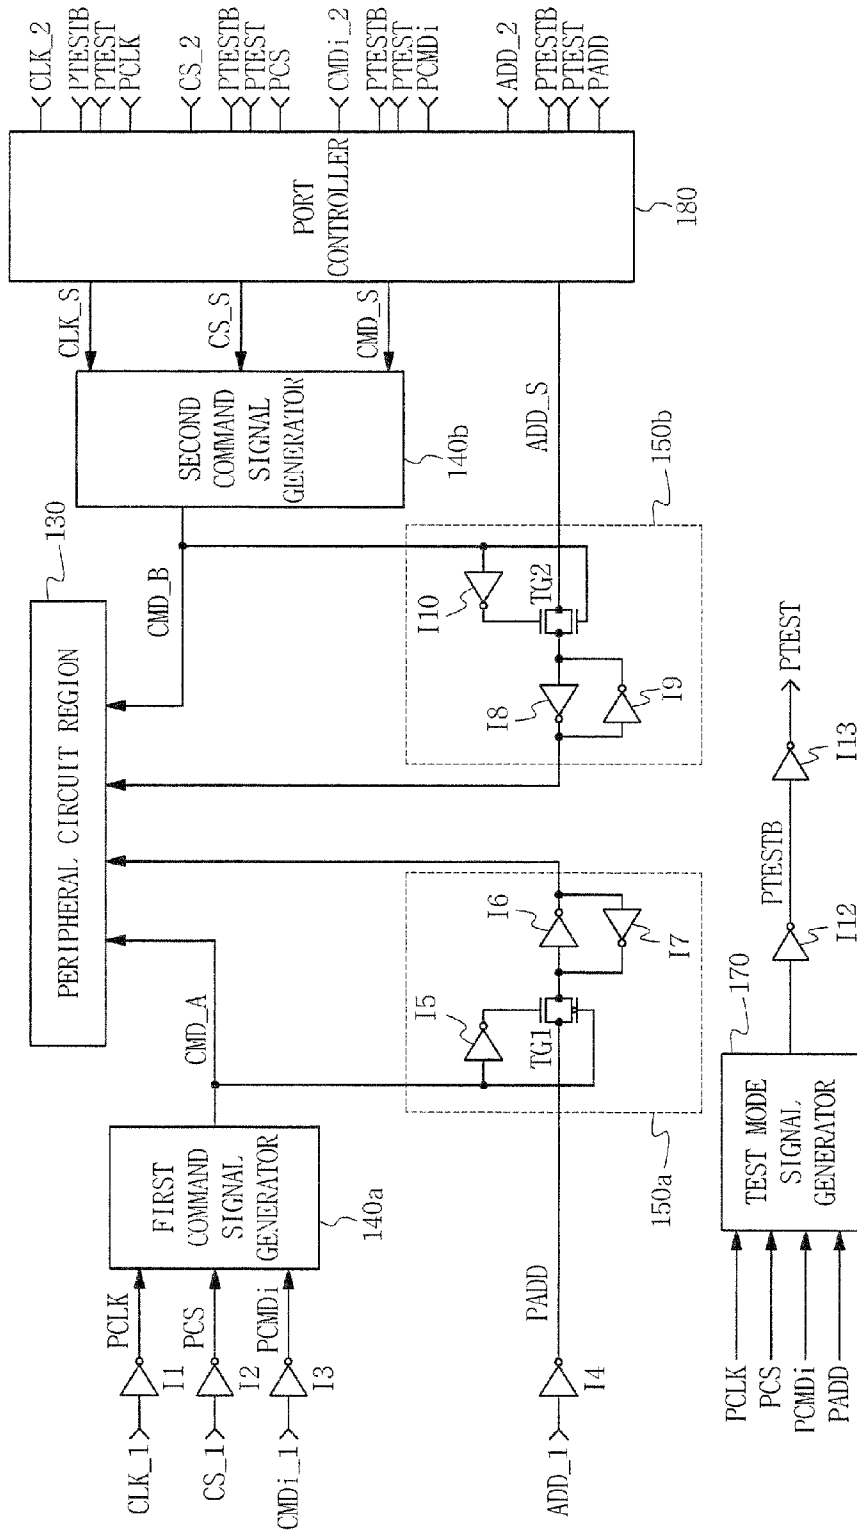 CLK_1
CS_1
CMDi_1
ADD_1
I1
I2
I3
I4
PCLK
PCS
PCMDi
PADD
FIRST
COMMAND
SIGNAL
GENERATOR
140a
CMD_A
PERIPHERAL CIRCUIT REGION
130
CMD_B
I5
TG1
I6
I7
150a
I8
I9
I10
TG2
150b
SECOND
COMMAND
SIGNAL
GENERATOR
140b
CLK_S
CS_S
CMD_S
ADD_S
PORT
CONTROLLER
180
CLK_2
PTESTB
PTEST
PCLK
CS_2
PTESTB
PTEST
PCS
CMDi_2
PTESTB
PTEST
PCMDi
ADD_2
PTESTB
PTEST
PADD
PCLK
PCS
PCMDi
PADD
TEST MODE
SIGNAL
GENERATOR
170
I12
PTESTB
I13
PTEST